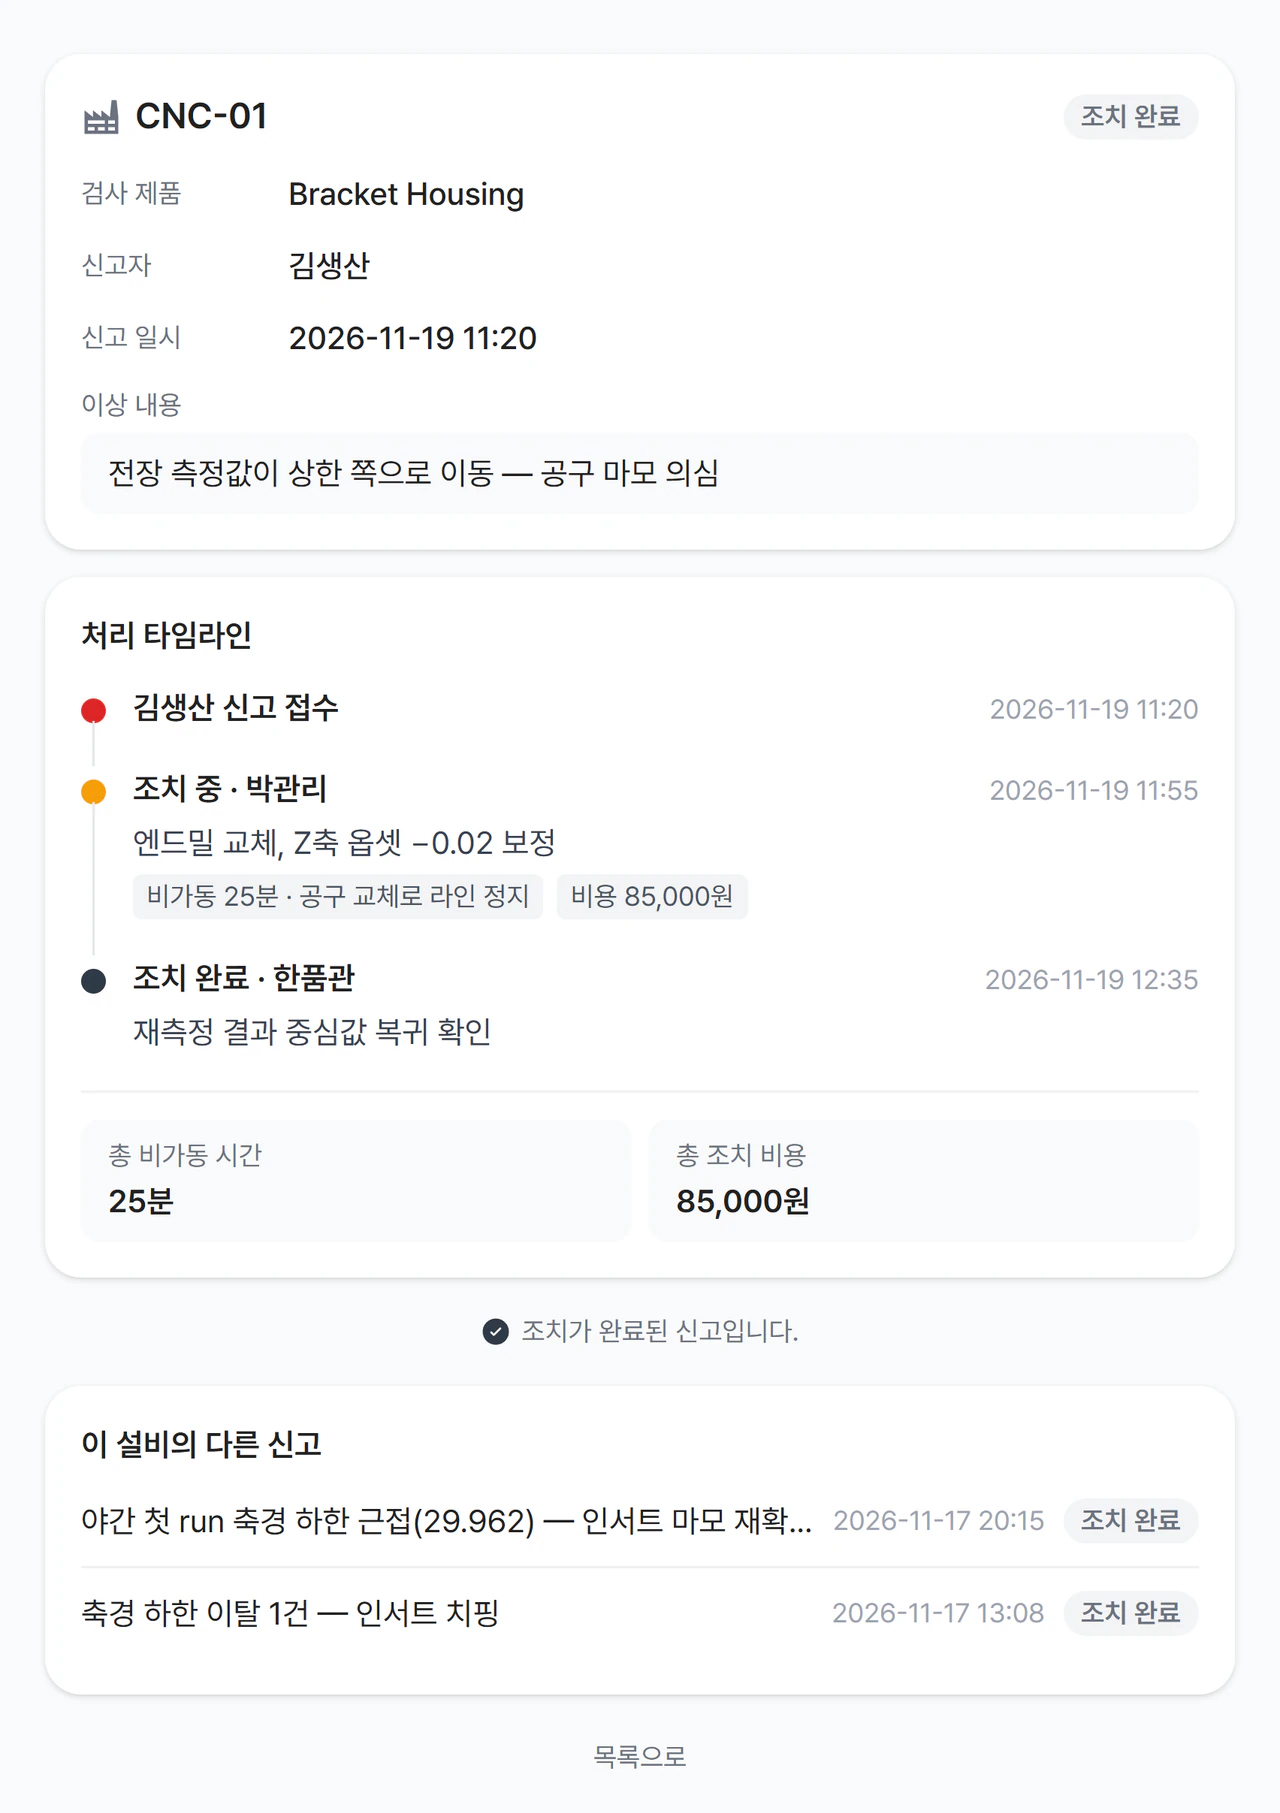 CNC-01
조치 완료
검사 제품 Bracket Housing
신고자 김생산
신고 일시 2026-11-19 11:20
이상 내용
전장 측정값이 상한 쪽으로 이동 — 공구 마모 의심
처리 타임라인
김생산 신고 접수 2026-11-19 11:20
조치 중 · 박관리 2026-11-19 11:55
엔드밀 교체, Z축 옵셋 −0.02 보정
비가동 25분 · 공구 교체로 라인 정지 비용 85,000원
조치 완료 · 한품관 2026-11-19 12:35
재측정 결과 중심값 복귀 확인
총 비가동 시간
25분
총 조치 비용
85,000원
조치가 완료된 신고입니다.
이 설비의 다른 신고
야간 첫 run 축경 하한 근접(29.962) — 인서트 마모 재확... 2026-11-17 20:15 조치 완료
축경 하한 이탈 1건 — 인서트 치핑 2026-11-17 13:08 조치 완료
목록으로